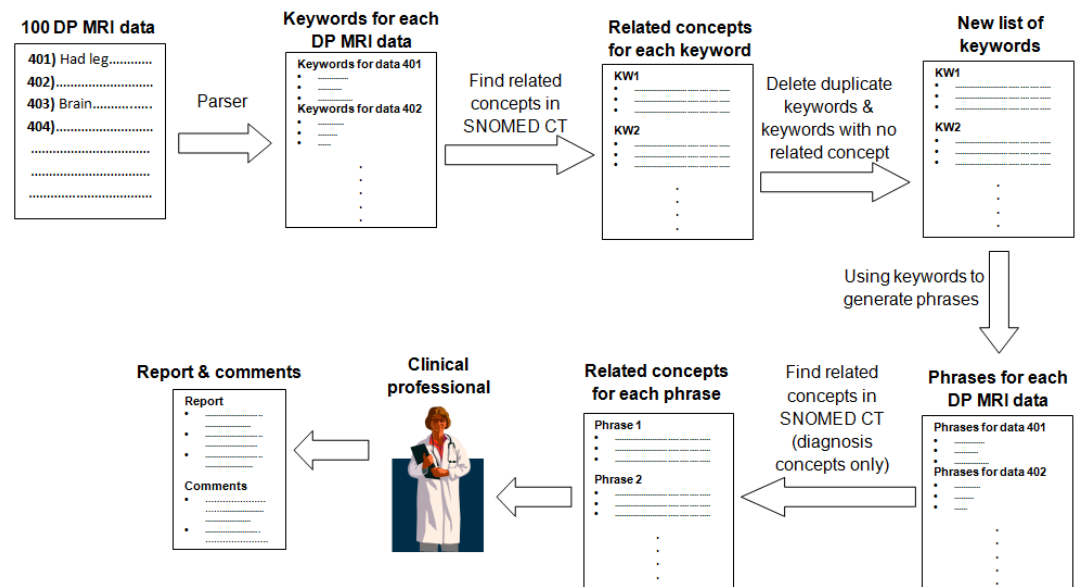 100 DP MRI data
401) Had leg............
402)..............................
403) Brain................
404)..............................
Parser
Keywords for each
DP MRI data
Keywords for data 401
Keywords for data 402
Find related
concepts in
SNOMED CT
Related concepts
for each keyword
KW1
KW2
Delete duplicate
keywords &
keywords with no
related concept
New list of
keywords
KW1
KW2
Using keywords to
generate phrases
Phrases for each
DP MRI data
Phrases for data 401
Phrases for data 402
Find related
concepts in
SNOMED CT
(diagnosis
concepts only)
Related concepts
for each phrase
Phrase 1
Phrase 2
Clinical
professional
Report & comments
Report
Comments